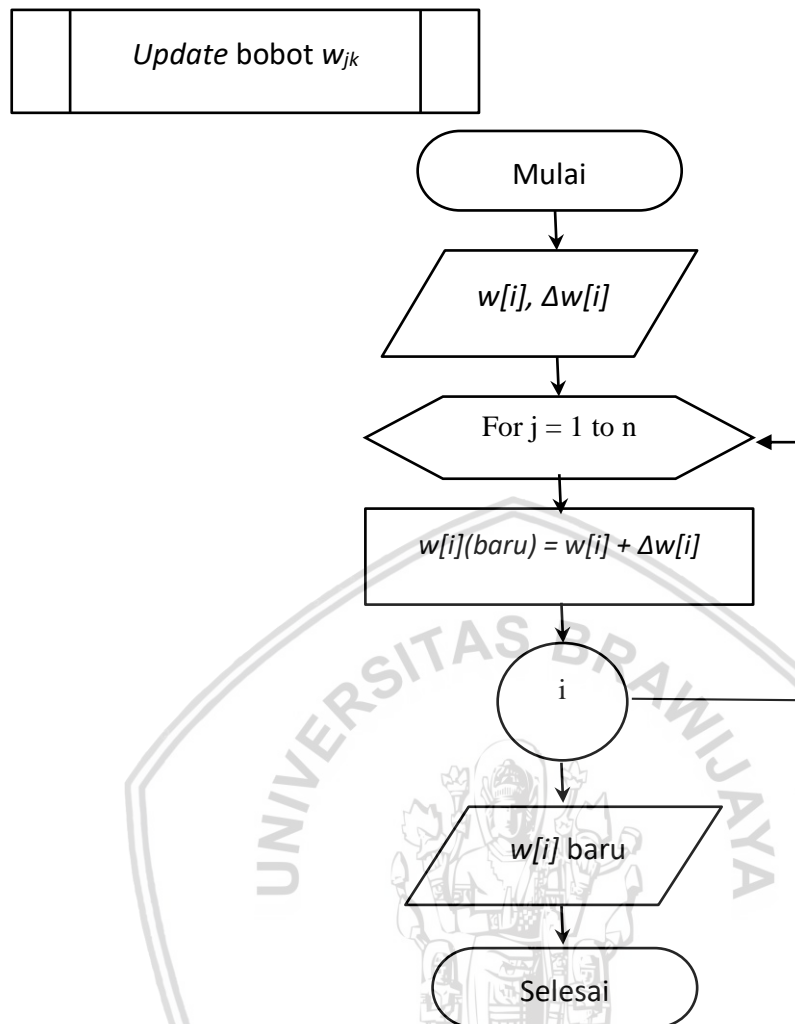 Update bobot wjk
Mulai
w[i], Δw[i]
For j = 1 to n
w[i](baru) = w[i] + Δw[i]
UNIVERSITAS BRAWIJAYA
i
w[i] baru
Selesai